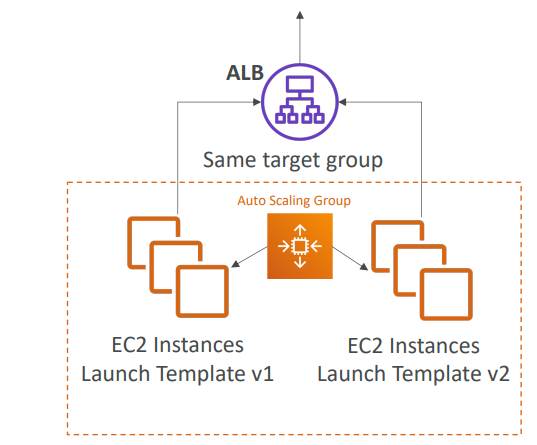 ALB
Same target group
Auto Scaling Group
EC2 Instances
Launch Template v1
EC2 Instances
Launch Template v2